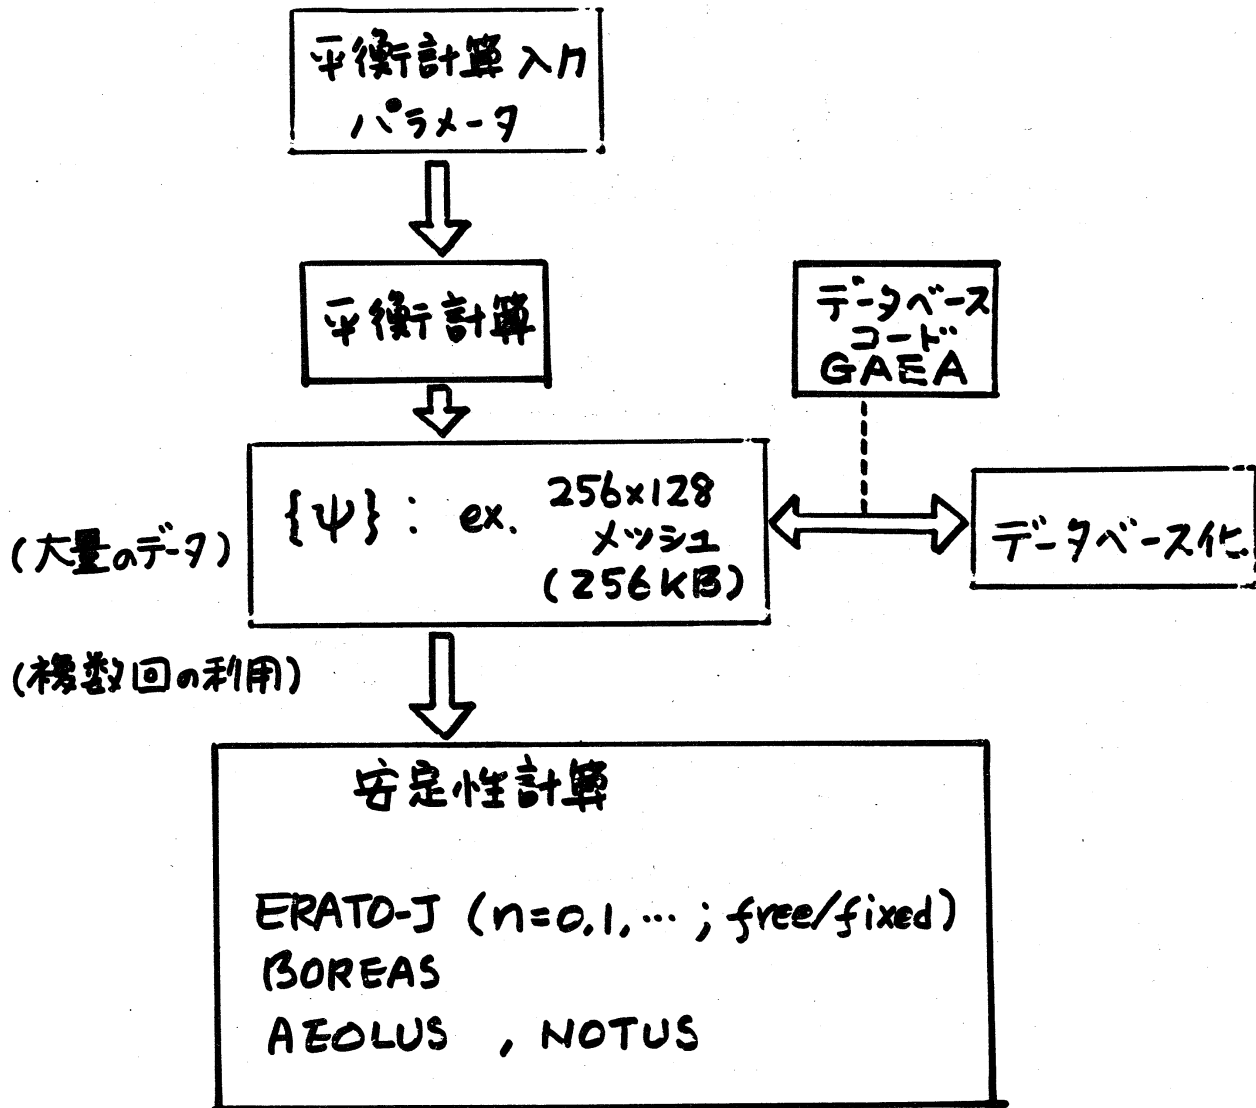 平衡計算入力
パラメータ
平衡計算
データベース
コード
GAEA
{ψ} : ex. 256×128
メッシュ
(256KB)
(大量のデータ)
データベース化
(複数回の利用)
安定性計算
ERATO-J (n=0,1,…; free/fixed)
BOREAS
AEOLUS , NOTUS